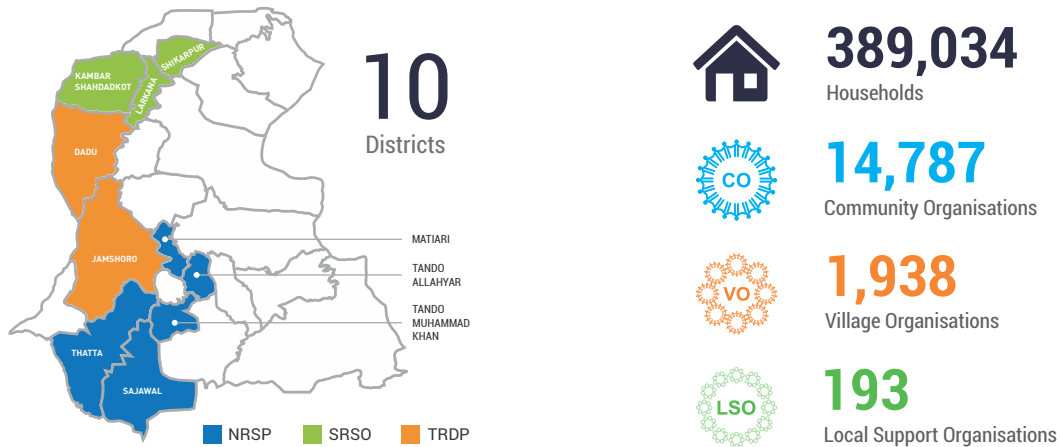 SHIKARPUR
KAMBAR
SHAHDADKOT
LARKANA
DADU
JAMSHORO
THATTA
SAJAWAL
MATIARI
TANDO
ALLAHYAR
TANDO
MUHAMMAD
KHAN
10
Districts
NRSP
SRSO
TRDP
389,034
Households
CO
14,787
Community Organisations
VO
1,938
Village Organisations
LSO
193
Local Support Organisations